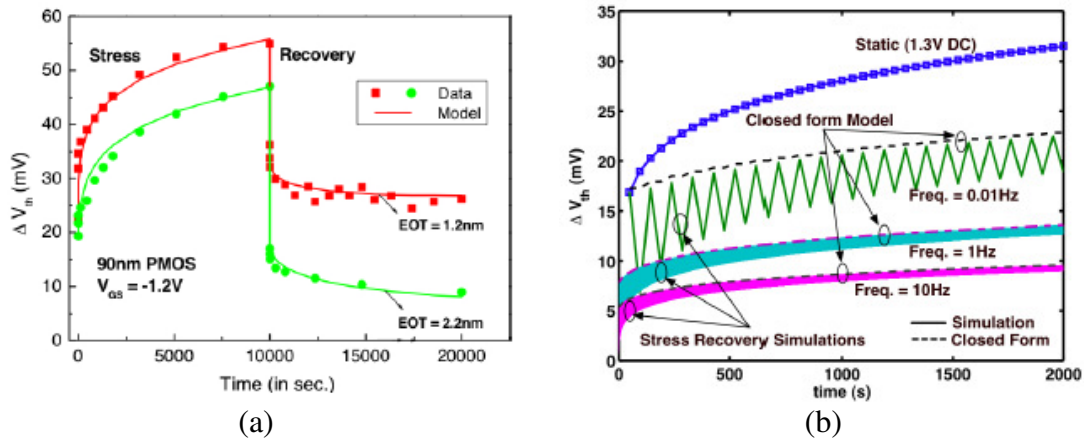 60
50
40
30
20
10
0
Δ V_th (mV)
Stress
Recovery
Data
Model
EOT = 1.2nm
90nm PMOS
V_GS = -1.2V
EOT = 2.2nm
0 5000 10000 15000 20000
Time (in sec.)
(a)
35
30
25
20
15
10
5
0
Δ V_th (mV)
Static (1.3V DC)
Closed form Model
Freq. = 0.01Hz
Freq. = 1Hz
Freq. = 10Hz
Stress Recovery Simulations
Simulation
Closed Form
0 500 1000 1500 2000
time (s)
(b)